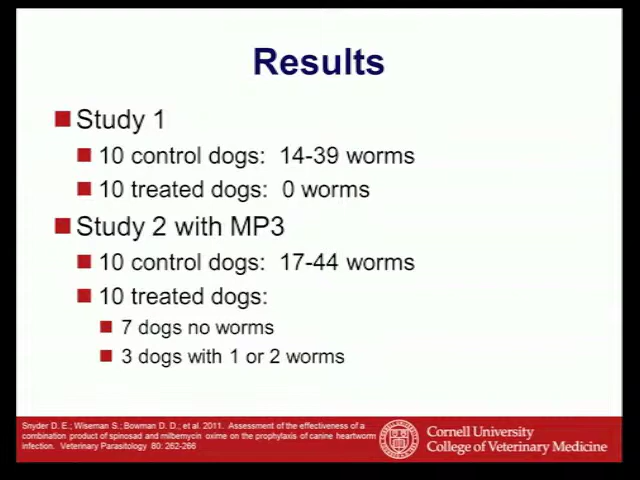 Results
Study 1
10 control dogs: 14-39 worms
10 treated dogs: 0 worms
Study 2 with MP3
10 control dogs: 17-44 worms
10 treated dogs:
7 dogs no worms
3 dogs with 1 or 2 worms
Snyder D. E.; Wiseman S.; Bowman D. D.; et al. 2011. Assessment of the effectiveness of a
combination product of spinosad and milbemycin oxime on the prophylaxis of canine heartworm
infection. Veterinary Parasitology 80: 262-266
Cornell University
College of Veterinary Medicine